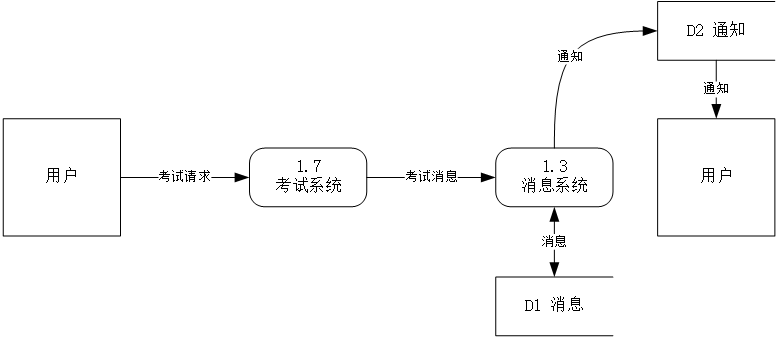 D2 通知
通知
通知
用户
考试请求
1.7
考试系统
考试消息
1.3
消息系统
用户
消息
D1 消息